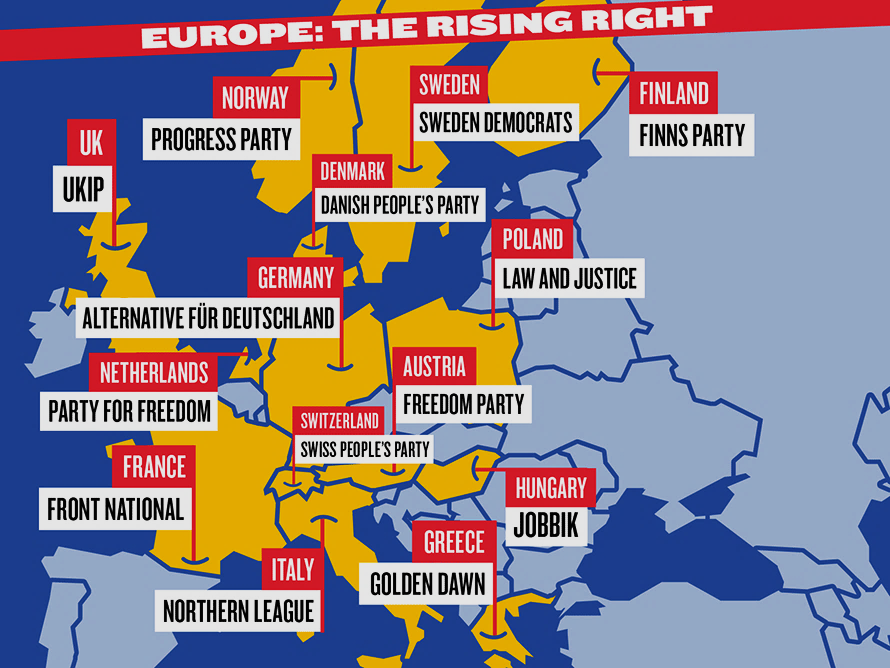 EUROPE: THE RISING RIGHT
NORWAY
PROGRESS PARTY
SWEDEN
SWEDEN DEMOCRATS
FINLAND
FINNS PARTY
UK
UKIP
DENMARK
DANISH PEOPLE'S PARTY
POLAND
LAW AND JUSTICE
GERMANY
ALTERNATIVE FÜR DEUTSCHLAND
NETHERLANDS
PARTY FOR FREEDOM
AUSTRIA
FREEDOM PARTY
SWITZERLAND
SWISS PEOPLE'S PARTY
FRANCE
FRONT NATIONAL
HUNGARY
JOBBIK
GREECE
GOLDEN DAWN
ITALY
NORTHERN LEAGUE